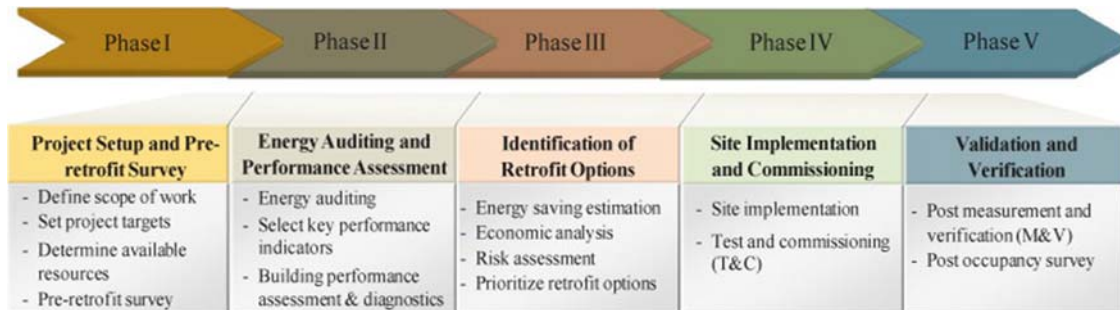 Phase I
Phase II
Phase III
Phase IV
Phase V
Project Setup and Pre-
retrofit Survey
- Define scope of work
- Set project targets
- Determine available
resources
- Pre-retrofit survey
Energy Auditing and
Performance Assessment
- Energy auditing
- Select key performance
indicators
- Building performance
assessment & diagnostics
Identification of
Retrofit Options
- Energy saving estimation
- Economic analysis
- Risk assessment
- Prioritize retrofit options
Site Implementation
and Commissioning
- Site implementation
- Test and commissioning
(T&C)
Validation and
Verification
- Post measurement and
verification (M&V)
- Post occupancy survey